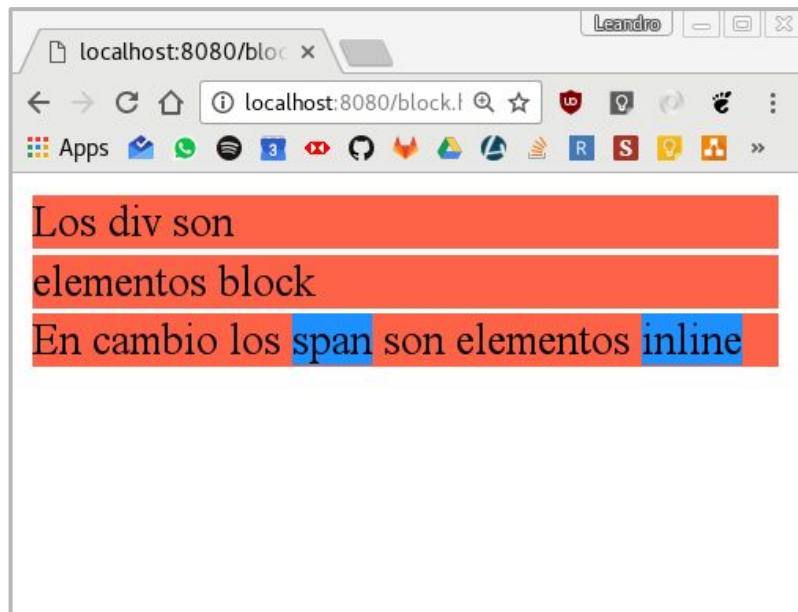 Leandro
localhost:8080/bloc
localhost:8080/block.h
Apps
3
R
S
Los div son
elementos block
En cambio los span son elementos inline